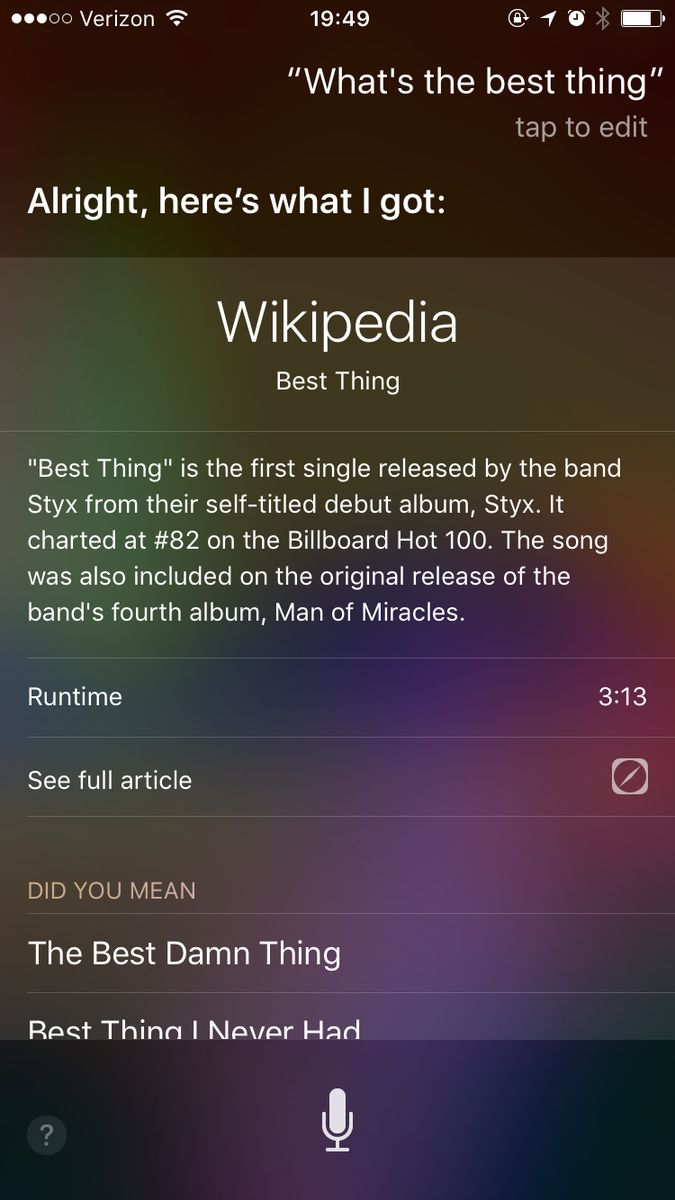 Verizon 19:49
“What's the best thing”
tap to edit
Alright, here’s what I got:
Wikipedia
Best Thing
"Best Thing" is the first single released by the band
Styx from their self-titled debut album, Styx. It
charted at #82 on the Billboard Hot 100. The song
was also included on the original release of the
band's fourth album, Man of Miracles.
Runtime 3:13
See full article
DID YOU MEAN
The Best Damn Thing
Best Thing I Never Had
?